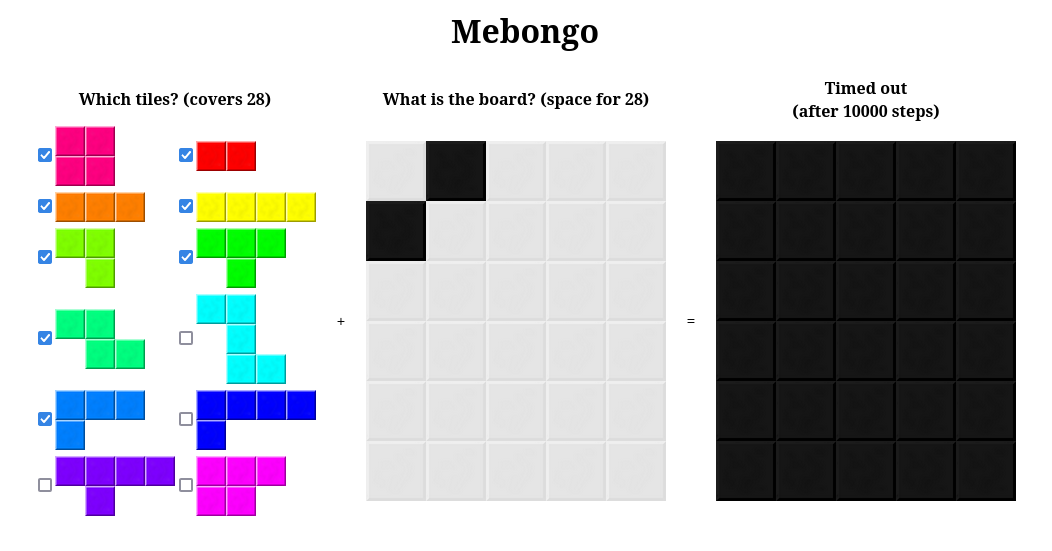 Mebongo
Which tiles? (covers 28)
What is the board? (space for 28)
Timed out
(after 10000 steps)
+
=